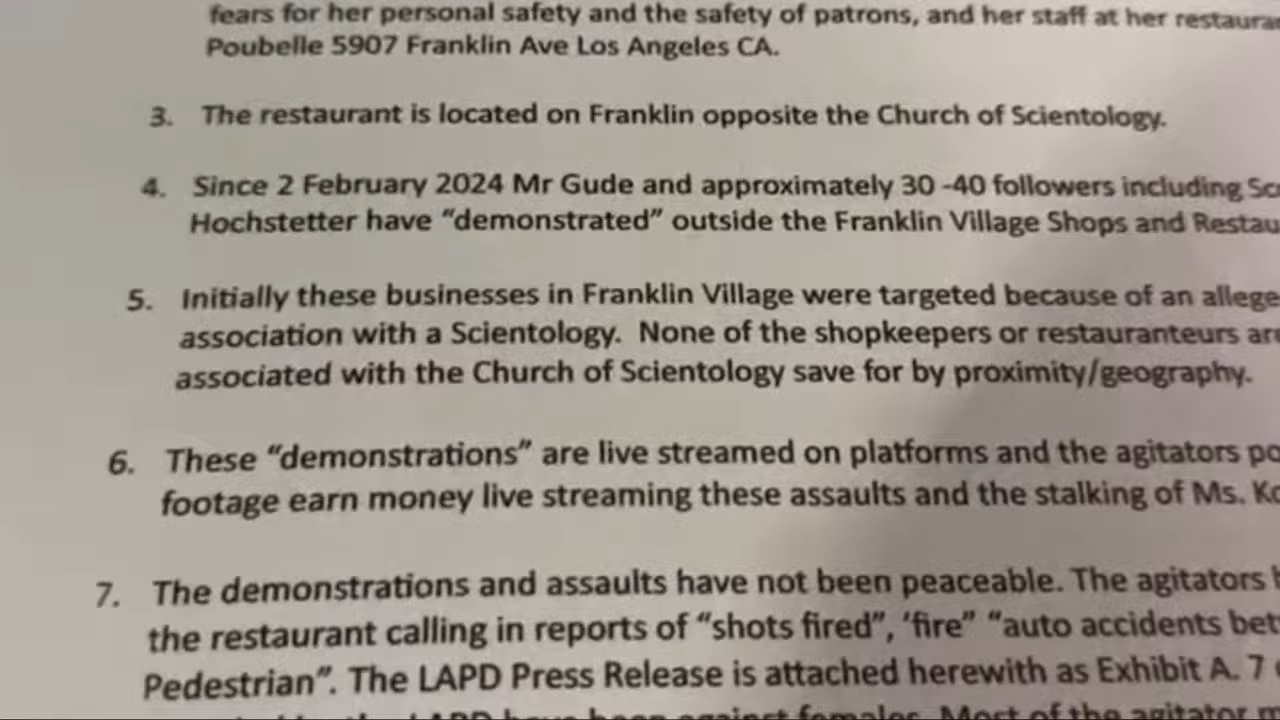 fears for her personal safety and the safety of patrons, and her staff at her
Poubelle 5907 Franklin Ave Los Angeles CA.
3. The restaurant is located on Franklin opposite the Church of Scientology.
4. Since 2 February 2024 Mr Gude and approximately 30 -40 followers including
Hochstetter have “demonstrated” outside the Franklin Village Shops and
5. Initially these businesses in Franklin Village were targeted because of an
association with a Scientology. None of the shopkeepers or restauranteurs
associated with the Church of Scientology save for by proximity/geography.
6. These “demonstrations” are live streamed on platforms and the agitators
footage earn money live streaming these assaults and the stalking of Ms.
7. The demonstrations and assaults have not been peaceable. The agitators
the restaurant calling in reports of “shots fired”, ‘fire” “auto accidents
Pedestrian”. The LAPD Press Release is attached herewith as Exhibit A. 7